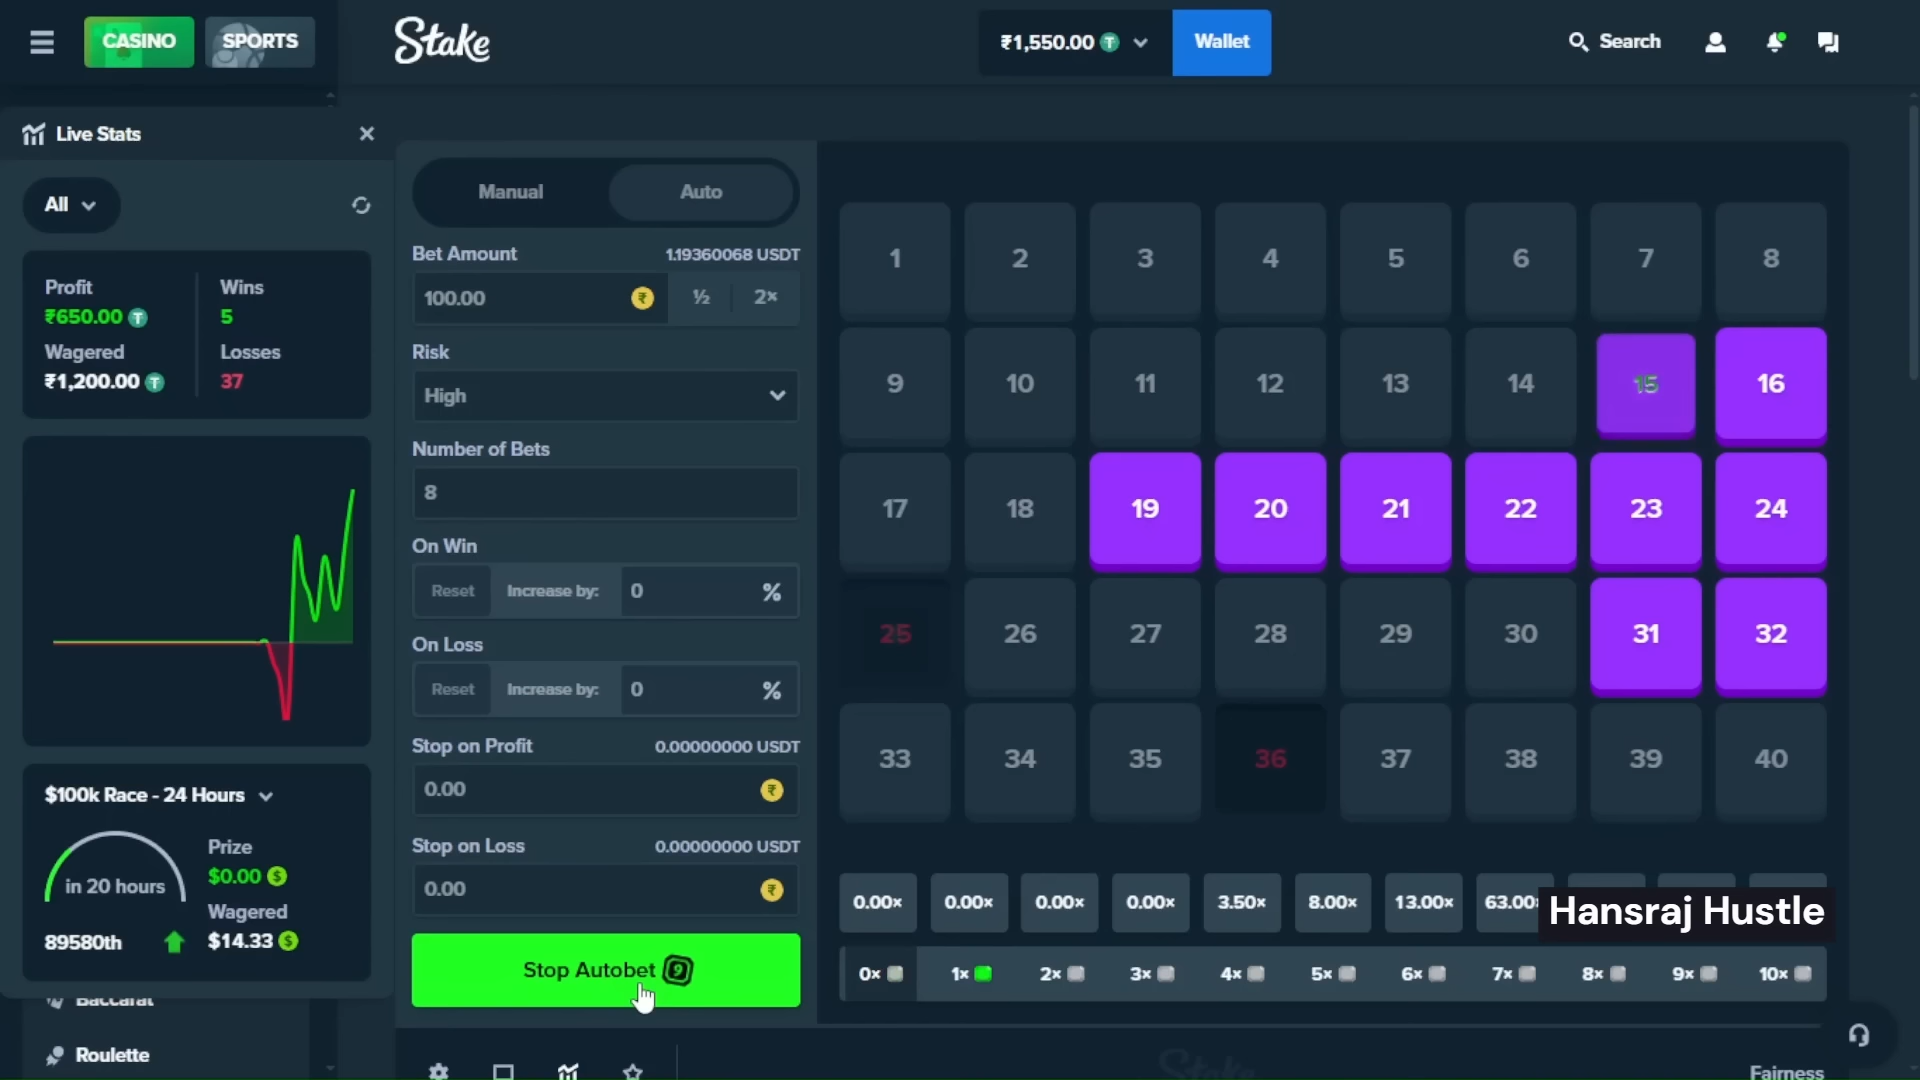 CASINO
SPORTS
Stake
₹1,550.00
Wallet
Search
Live Stats
All
Profit
₹650.00
Wins
5
Wagered
₹1,200.00
Losses
37
$100k Race - 24 Hours
in 20 hours
89580th
Prize
$0.00
Wagered
$14.33
Baccarat
Roulette
Manual
Auto
Bet Amount
1.19360068 USDT
100.00
½
2×
Risk
High
Number of Bets
8
On Win
Reset
Increase by:
0
%
On Loss
Reset
Increase by:
0
%
Stop on Profit
0.00000000 USDT
0.00
Stop on Loss
0.00000000 USDT
0.00
Stop Autobet
1 2 3 4 5 6 7 8
9 10 11 12 13 14 15 16
17 18 19 20 21 22 23 24
25 26 27 28 29 30 31 32
33 34 35 36 37 38 39 40
0.00× 0.00× 0.00× 0.00× 3.50× 8.00× 13.00×
Hansraj Hustle
0× 1× 2× 3× 4× 5× 6× 7× 8× 9× 10×
Stake
Fairness